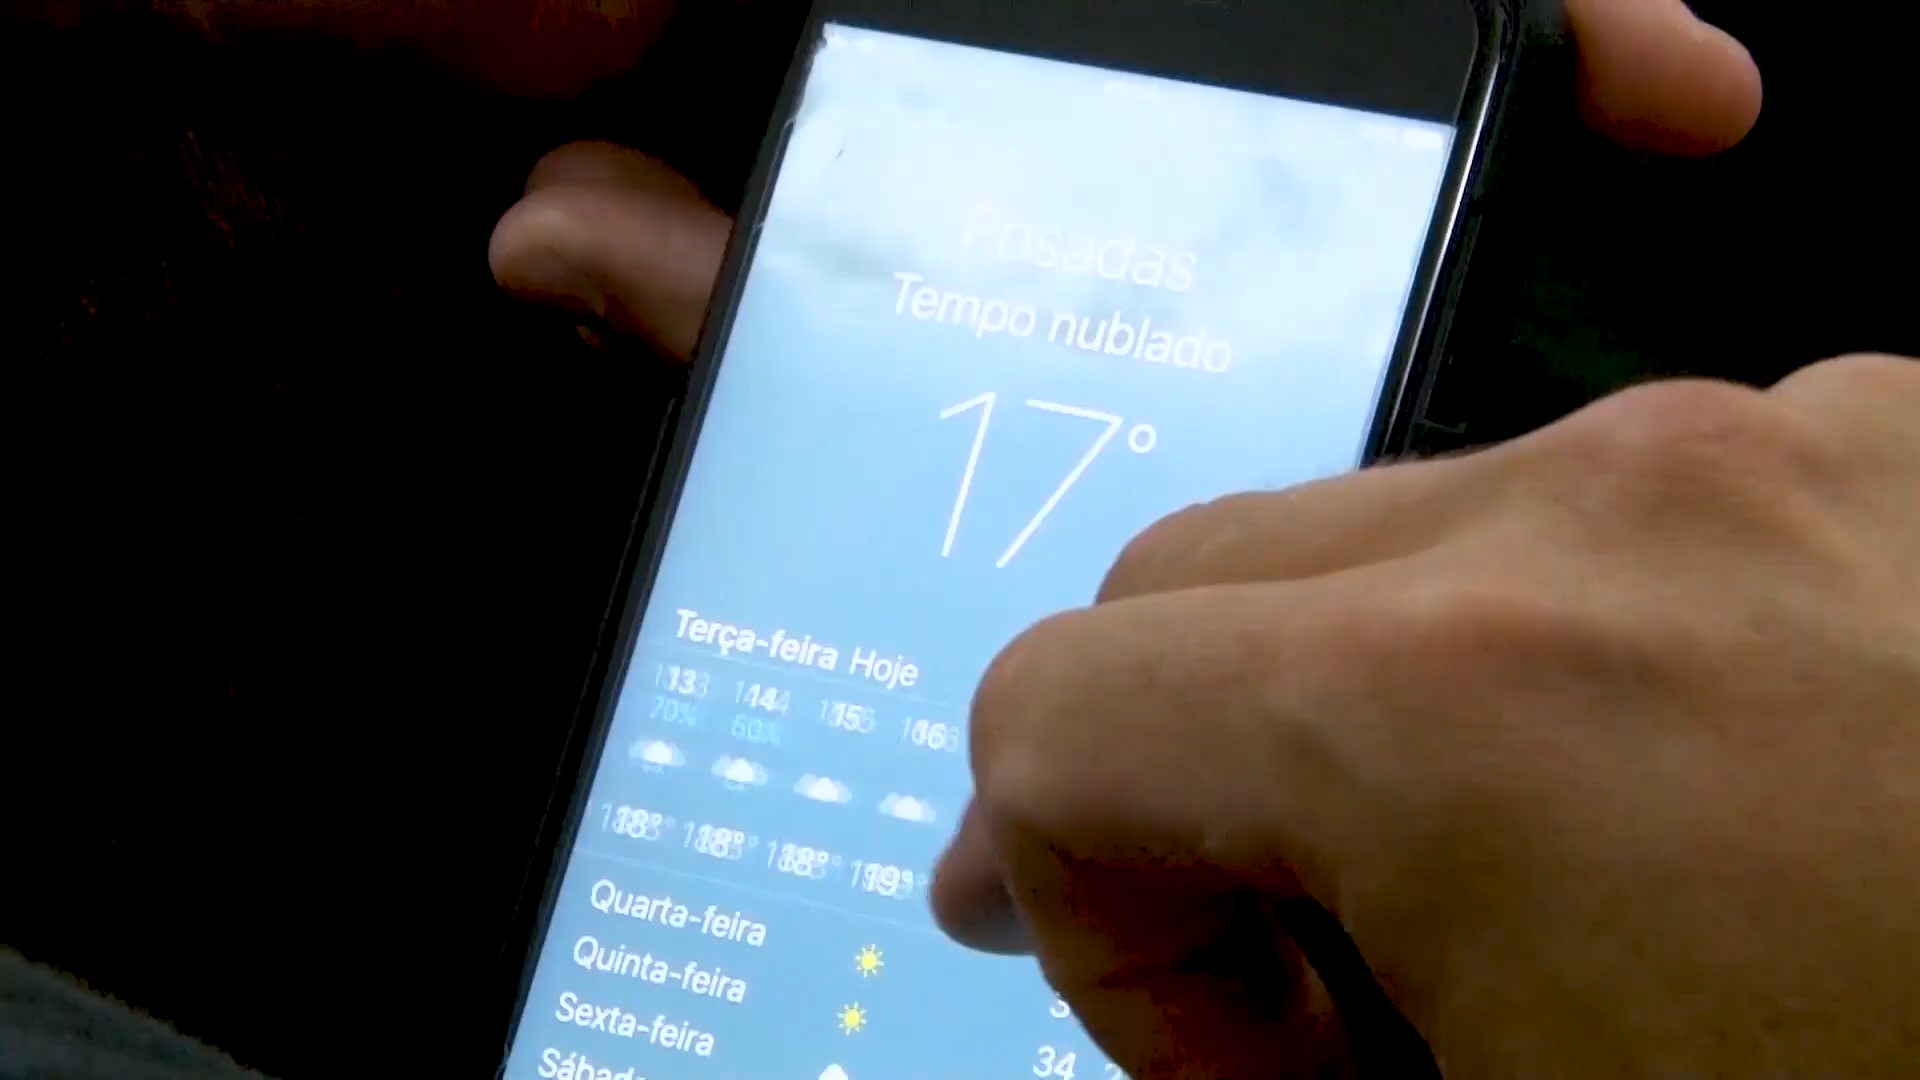 Posadas
Tempo nublado
17°
Terça-feira Hoje
13 14 15 16
70% 60%
18° 18° 18° 19°
Quarta-feira
Quinta-feira
Sexta-feira
34